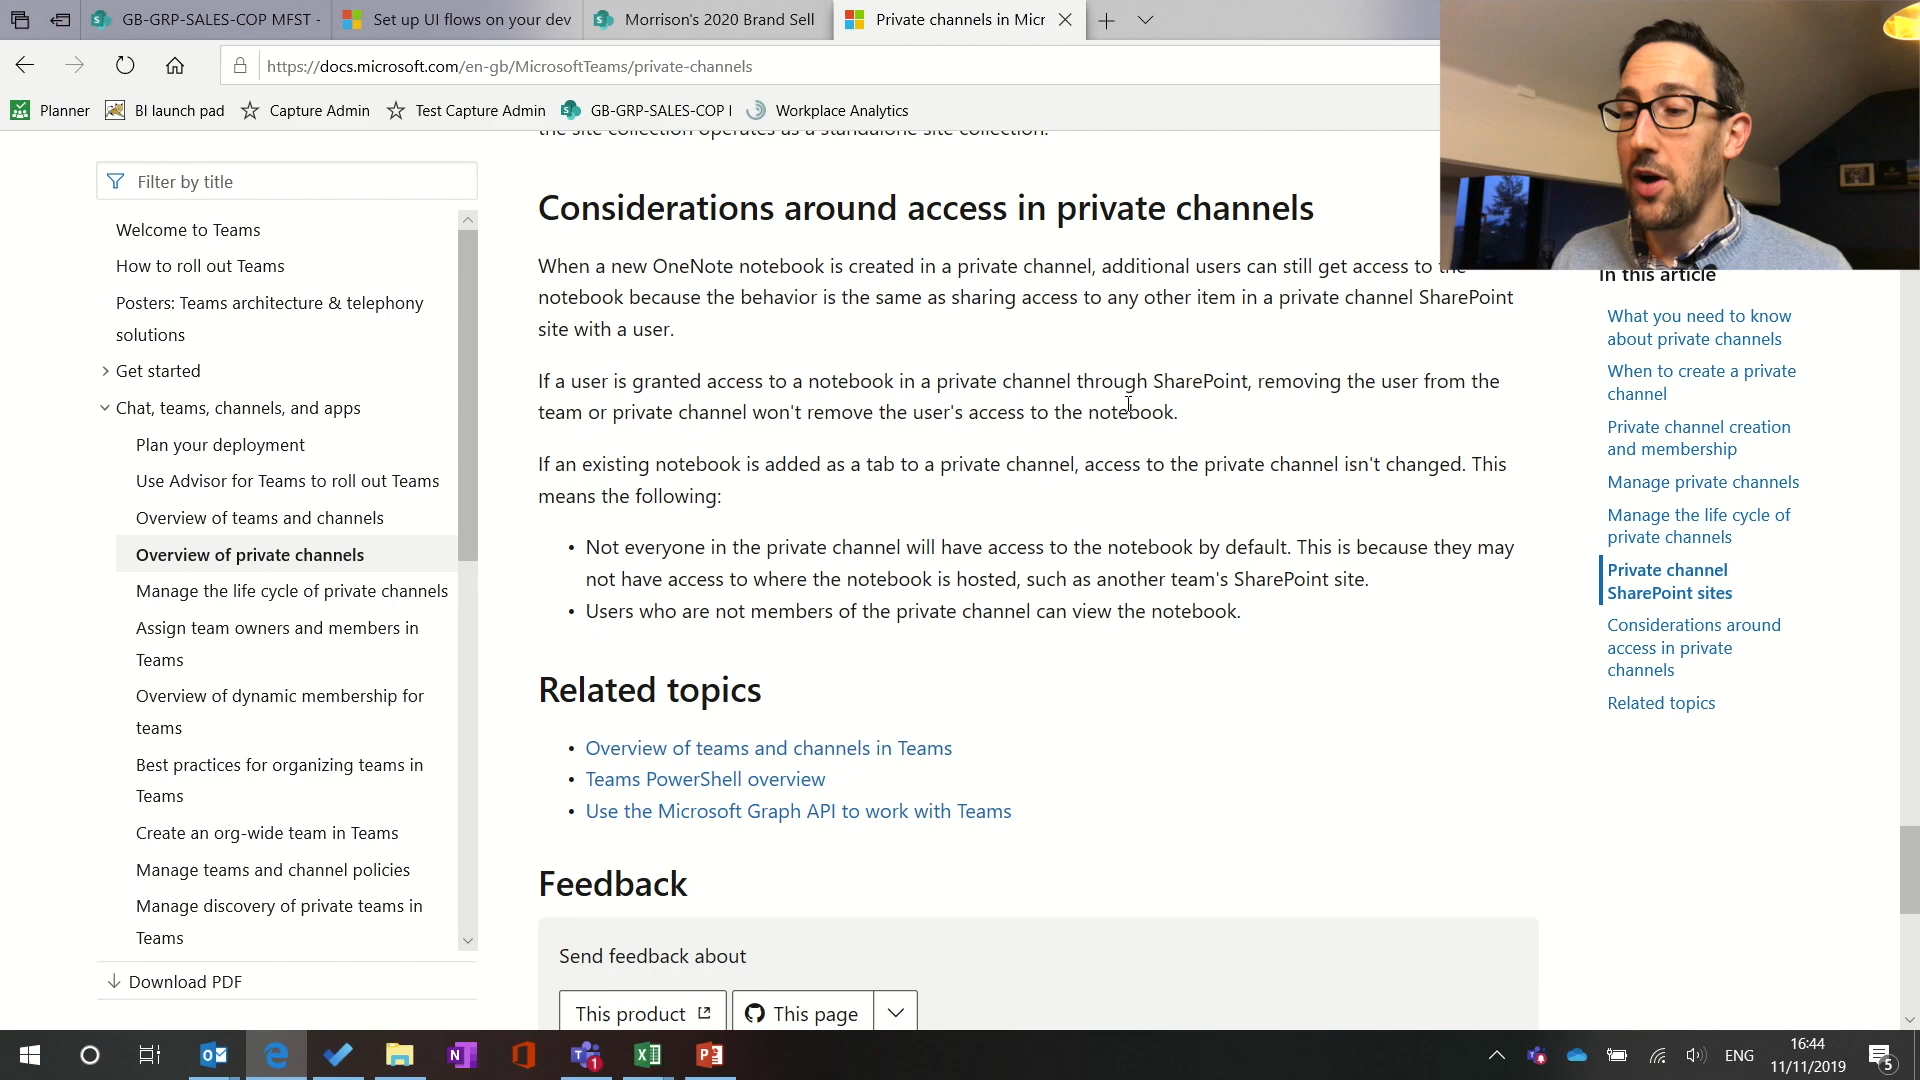 GB-GRP-SALES-COP MFST -
Set up UI flows on your dev
Morrison's 2020 Brand Sell
Private channels in Micr
https://docs.microsoft.com/en-gb/MicrosoftTeams/private-channels
Planner
BI launch pad
Capture Admin
Test Capture Admin
GB-GRP-SALES-COP I
Workplace Analytics
the site collection operates as a standalone site collection.
Filter by title
Welcome to Teams
How to roll out Teams
Posters: Teams architecture & telephony
solutions
Get started
Chat, teams, channels, and apps
Plan your deployment
Use Advisor for Teams to roll out Teams
Overview of teams and channels
Overview of private channels
Manage the life cycle of private channels
Assign team owners and members in
Teams
Overview of dynamic membership for
teams
Best practices for organizing teams in
Teams
Create an org-wide team in Teams
Manage teams and channel policies
Manage discovery of private teams in
Teams
Download PDF
Considerations around access in private channels
When a new OneNote notebook is created in a private channel, additional users can still get access to the
notebook because the behavior is the same as sharing access to any other item in a private channel SharePoint
site with a user.
If a user is granted access to a notebook in a private channel through SharePoint, removing the user from the
team or private channel won't remove the user's access to the notebook.
If an existing notebook is added as a tab to a private channel, access to the private channel isn't changed. This
means the following:
• Not everyone in the private channel will have access to the notebook by default. This is because they may
not have access to where the notebook is hosted, such as another team's SharePoint site.
• Users who are not members of the private channel can view the notebook.
Related topics
• Overview of teams and channels in Teams
• Teams PowerShell overview
• Use the Microsoft Graph API to work with Teams
Feedback
Send feedback about
This product
This page
In this article
What you need to know
about private channels
When to create a private
channel
Private channel creation
and membership
Manage private channels
Manage the life cycle of
private channels
Private channel
SharePoint sites
Considerations around
access in private
channels
Related topics
1
ENG
16:44
11/11/2019
5